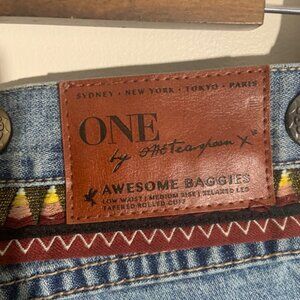 SYDNEY • NEW YORK • TOKYO • PARIS
ONE
by oneteaspoon X
AWESOME BAGGIES
LOW WAIST | MEDIUM RISE | RELAXED LEG
TAPERED ROLLED CUFF